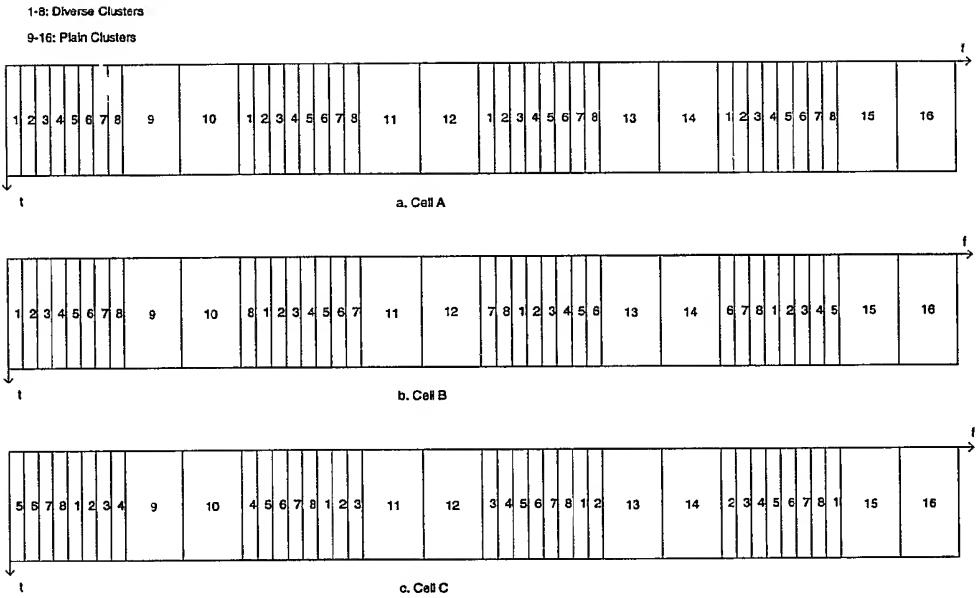 1-8: Diverse Clusters
9-16: Plain Clusters
f
1 2 3 4 5 6 7 8 9 10 1 2 3 4 5 6 7 8 11 12 1 2 3 4 5 6 7 8 13 14 1 2 3 4 5 6 7 8 15 16
t
a. Cell A
f
1 2 3 4 5 6 7 8 9 10 8 1 2 3 4 5 6 7 11 12 7 8 1 2 3 4 5 6 13 14 6 7 8 1 2 3 4 5 15 16
t
b. Cell B
f
5 6 7 8 1 2 3 4 9 10 4 5 6 7 8 1 2 3 11 12 3 4 5 6 7 8 1 2 13 14 2 3 4 5 6 7 8 1 15 16
t
c. Cell C